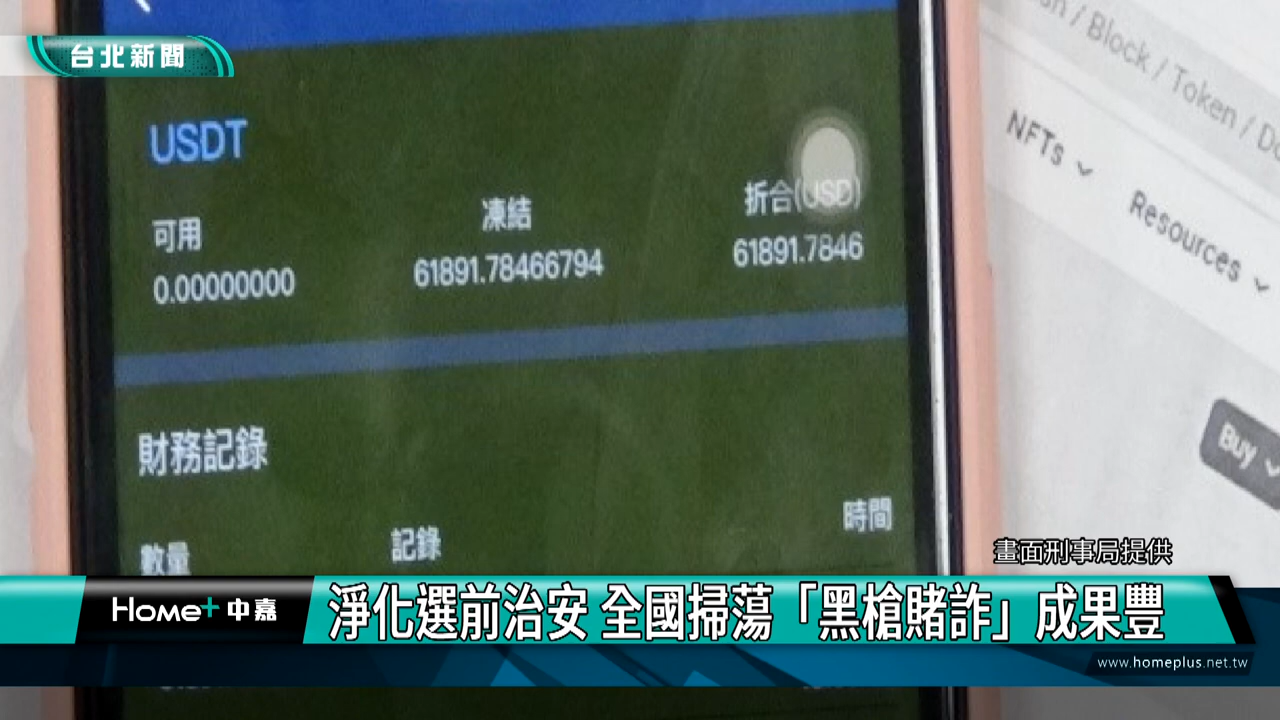 台北新聞
an / Block / Token / Do
NFTs
Resources
USDT
可用
凍結
折合(USD)
0.00000000
61891.78466794
61891.7846
Buy
財務記錄
數量
記錄
時間
畫面刑事局提供
Home+ 中嘉
淨化選前治安 全國掃蕩「黑槍賭詐」成果豐
www.homeplus.net.tw